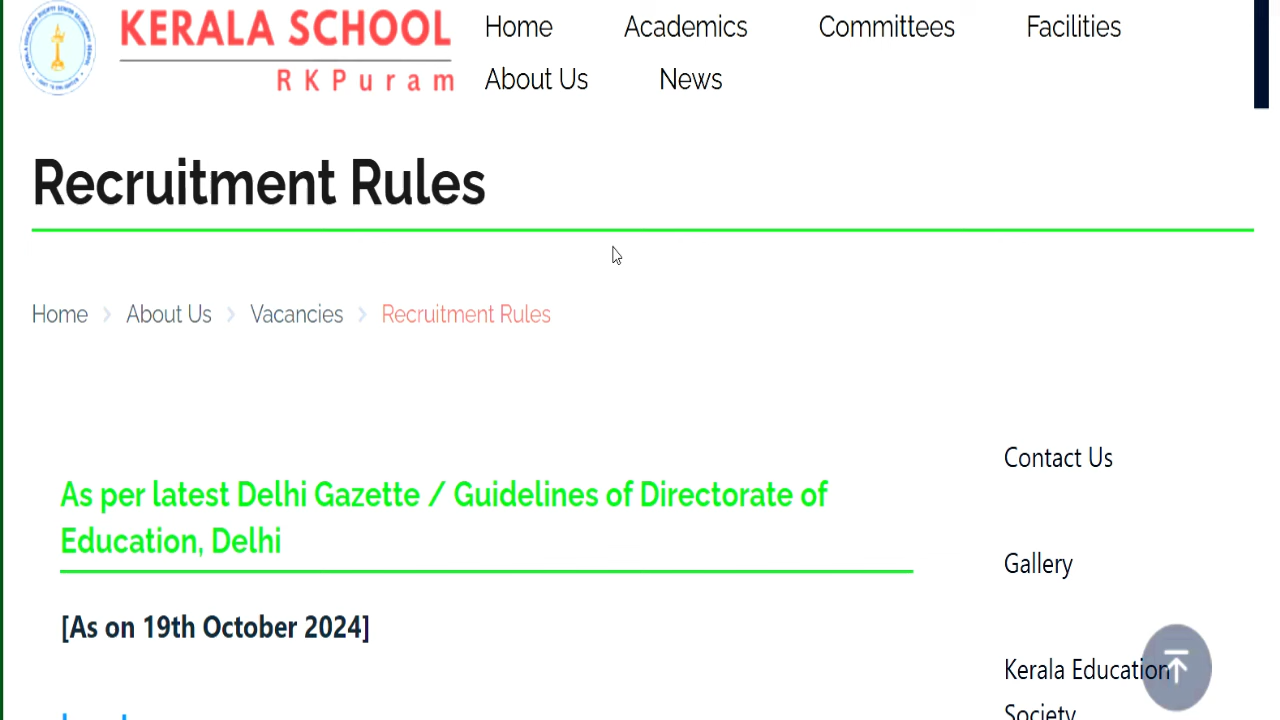 KERALA SCHOOL
RKPuram
Home Academics Committees Facilities
About Us News
Recruitment Rules
Home > About Us > Vacancies > Recruitment Rules
As per latest Delhi Gazette / Guidelines of Directorate of
Education, Delhi
[As on 19th October 2024]
Contact Us
Gallery
Kerala Education
Society